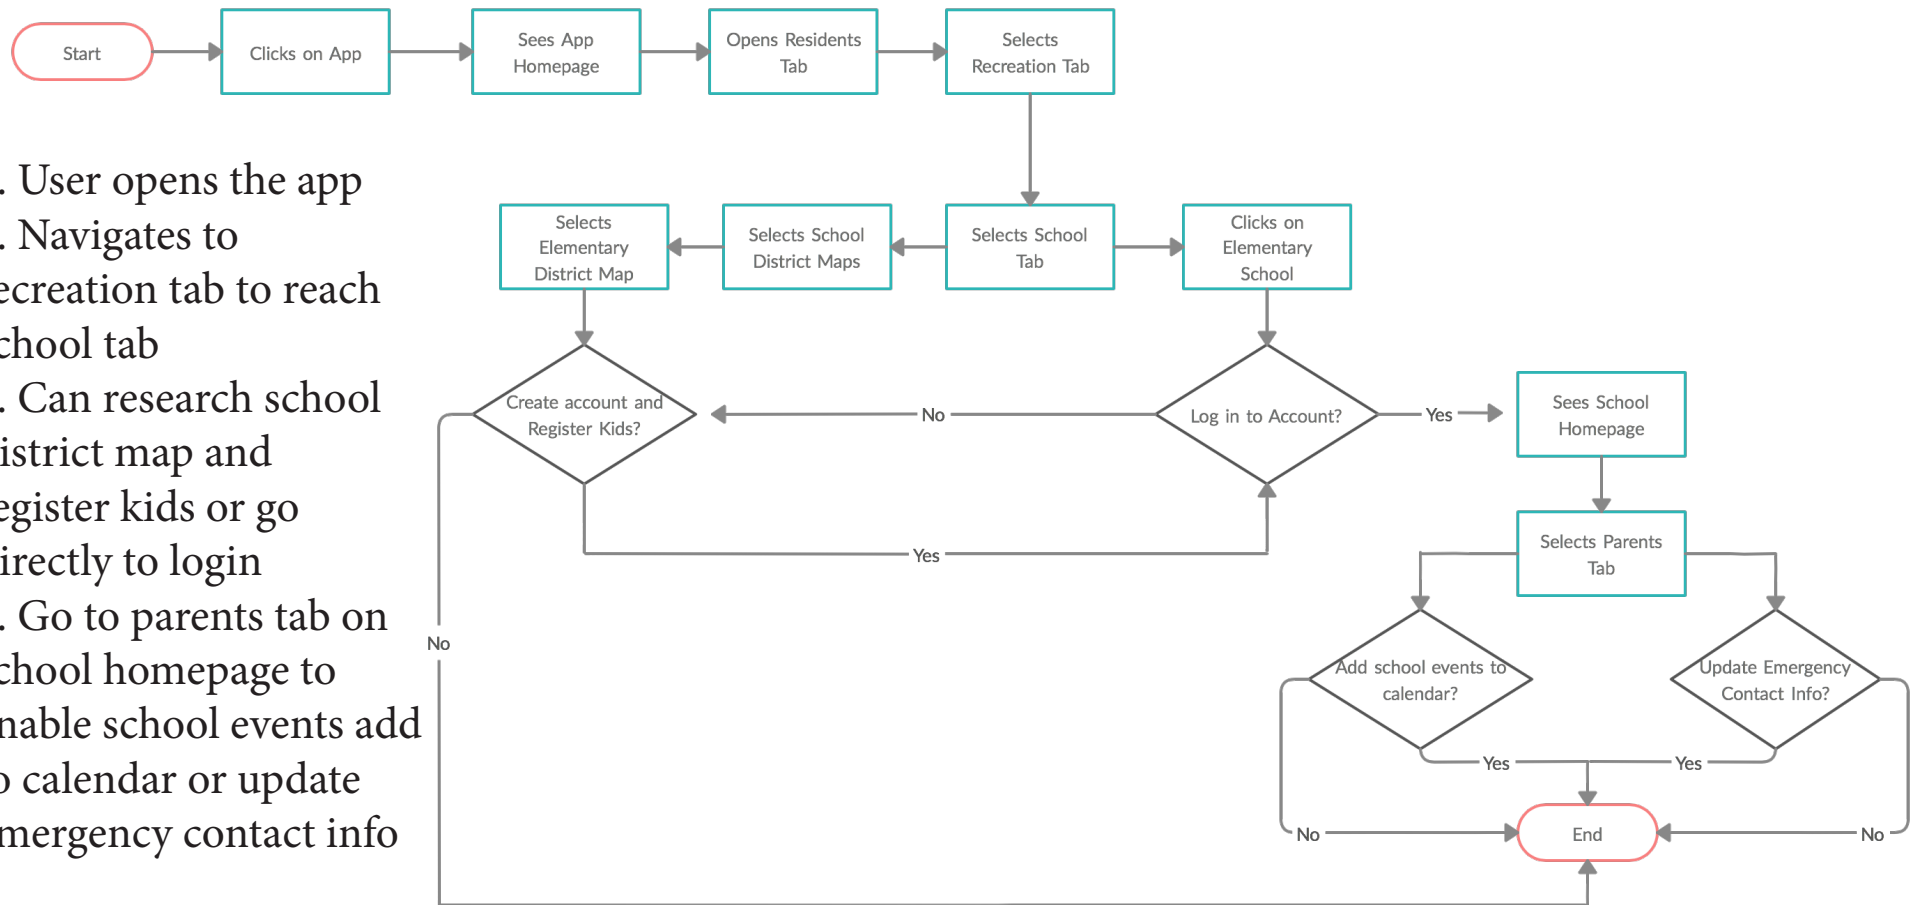 Start
Clicks on App
Sees App
Homepage
Opens Residents
Tab
Selects
Recreation Tab
. User opens the app
. Navigates to
ecreation tab to reach
chool tab
. Can research school
istrict map and
egister kids or go
irectly to login
. Go to parents tab on
chool homepage to
nable school events add
o calendar or update
mergency contact info
Selects
Elementary
District Map
Selects School
District Maps
Selects School
Tab
Clicks on
Elementary
School
Create account and
Register Kids?
No
Log in to Account?
Yes
Sees School
Homepage
Yes
Selects Parents
Tab
No
Add school events to
calendar?
Update Emergency
Contact Info?
Yes
Yes
No
End
No